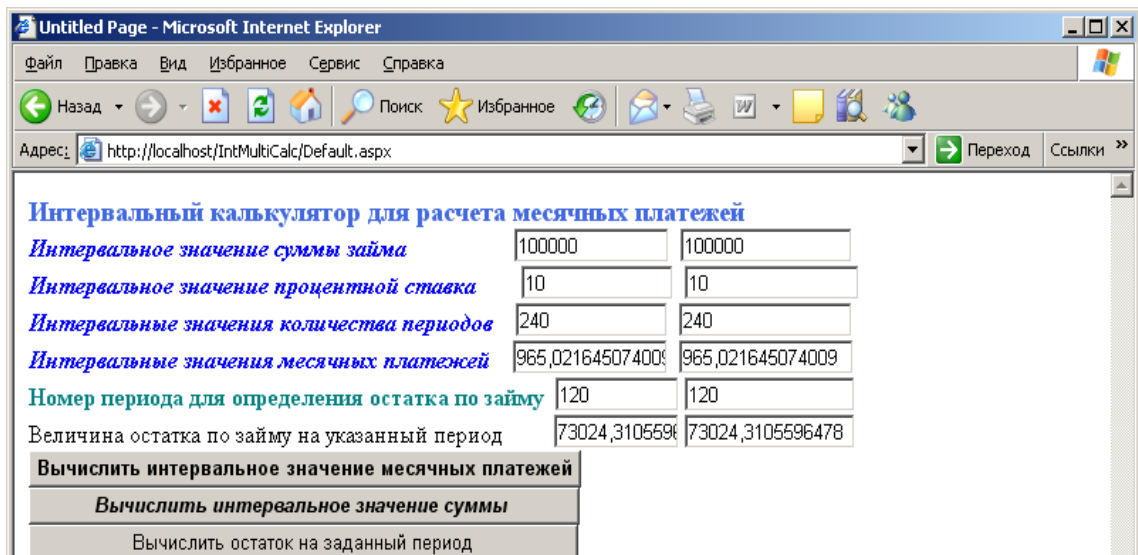 Untitled Page - Microsoft Internet Explorer
Файл Правка Вид Избранное Сервис Справка
Назад Поиск Избранное
Адрес: http://localhost/IntMultiCalc/Default.aspx Переход Ссылки »
Интервальный калькулятор для расчета месячных платежей
Интервальное значение суммы займа 100000 100000
Интервальное значение процентной ставка 10 10
Интервальные значения количества периодов 240 240
Интервальные значения месячных платежей 965,021645074009 965,021645074009
Номер периода для определения остатка по займу 120 120
Величина остатка по займу на указанный период 73024,3105596 73024,3105596478
Вычислить интервальное значение месячных платежей
Вычислить интервальное значение суммы
Вычислить остаток на заданный период